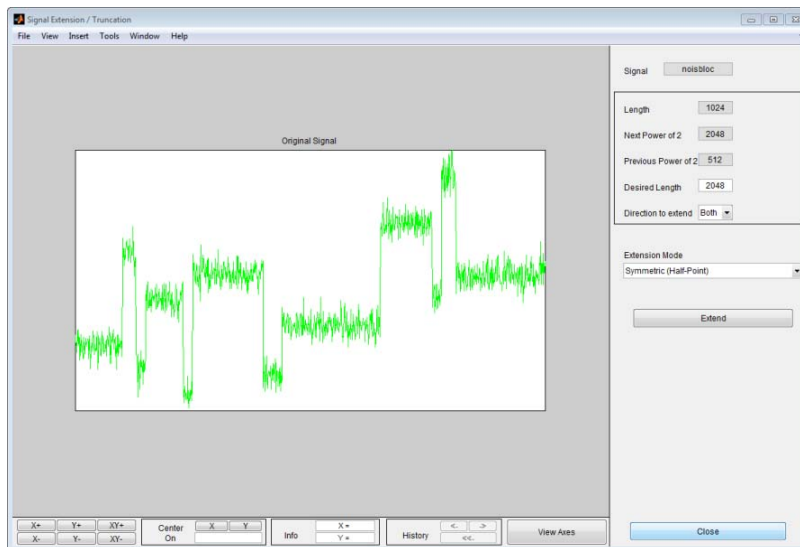 Signal Extension / Truncation
File View Insert Tools Window Help
Signal noisbloc
Length 1024
Next Power of 2 2048
Previous Power of 2 512
Desired Length 2048
Direction to extend Both
Extension Mode
Symmetric (Half-Point)
Extend
Original Signal
X+ Y+ XY+
X- Y- XY-
Center
On
X Y
Info
X =
Y =
History
<- ->
<<-
View Axes
Close